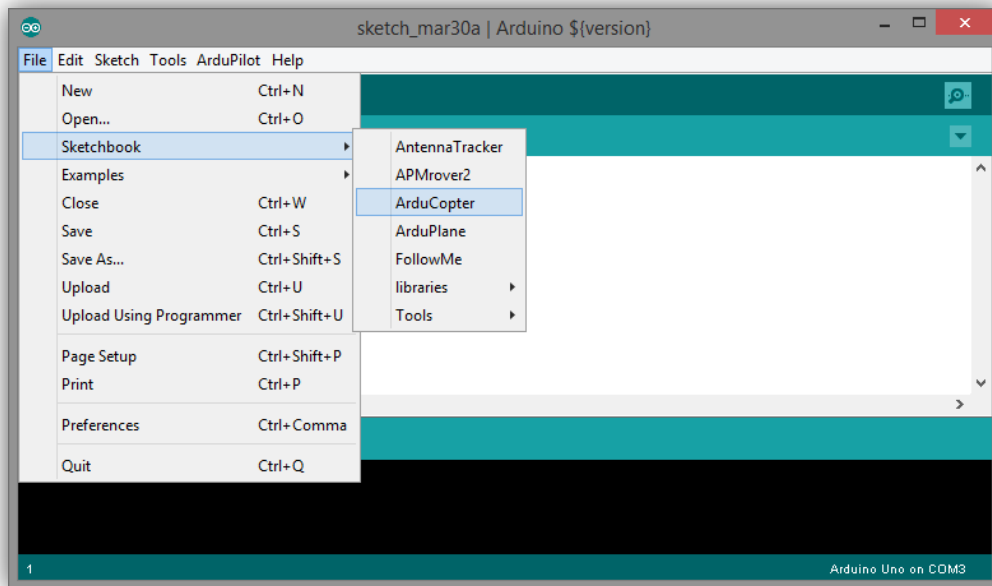 sketch_mar30a | Arduino ${version}
File Edit Sketch Tools ArduPilot Help
New Ctrl+N
Open... Ctrl+O
Sketchbook
Examples
Close Ctrl+W
Save Ctrl+S
Save As... Ctrl+Shift+S
Upload Ctrl+U
Upload Using Programmer Ctrl+Shift+U
Page Setup Ctrl+Shift+P
Print Ctrl+P
Preferences Ctrl+Comma
Quit Ctrl+Q
AntennaTracker
APMrover2
ArduCopter
ArduPlane
FollowMe
libraries
Tools
1 Arduino Uno on COM3